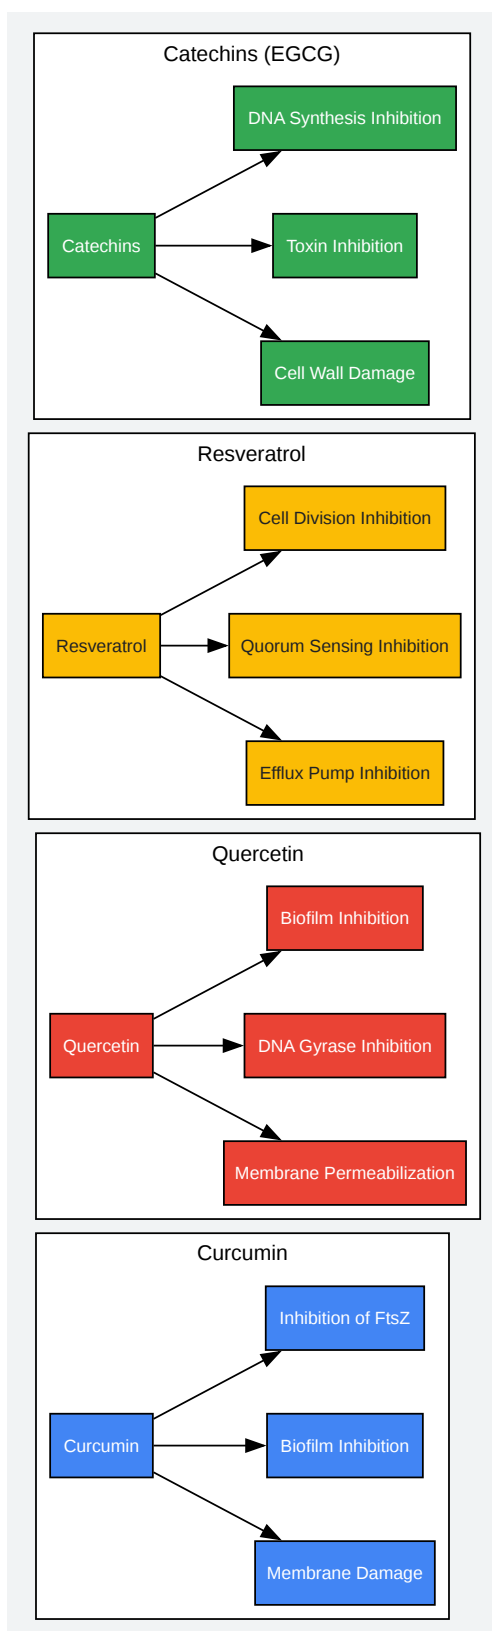 Catechins (EGCG)
DNA Synthesis Inhibition
Catechins
Toxin Inhibition
Cell Wall Damage
Resveratrol
Cell Division Inhibition
Resveratrol
Quorum Sensing Inhibition
Efflux Pump Inhibition
Quercetin
Biofilm Inhibition
Quercetin
DNA Gyrase Inhibition
Membrane Permeabilization
Curcumin
Inhibition of FtsZ
Curcumin
Biofilm Inhibition
Membrane Damage